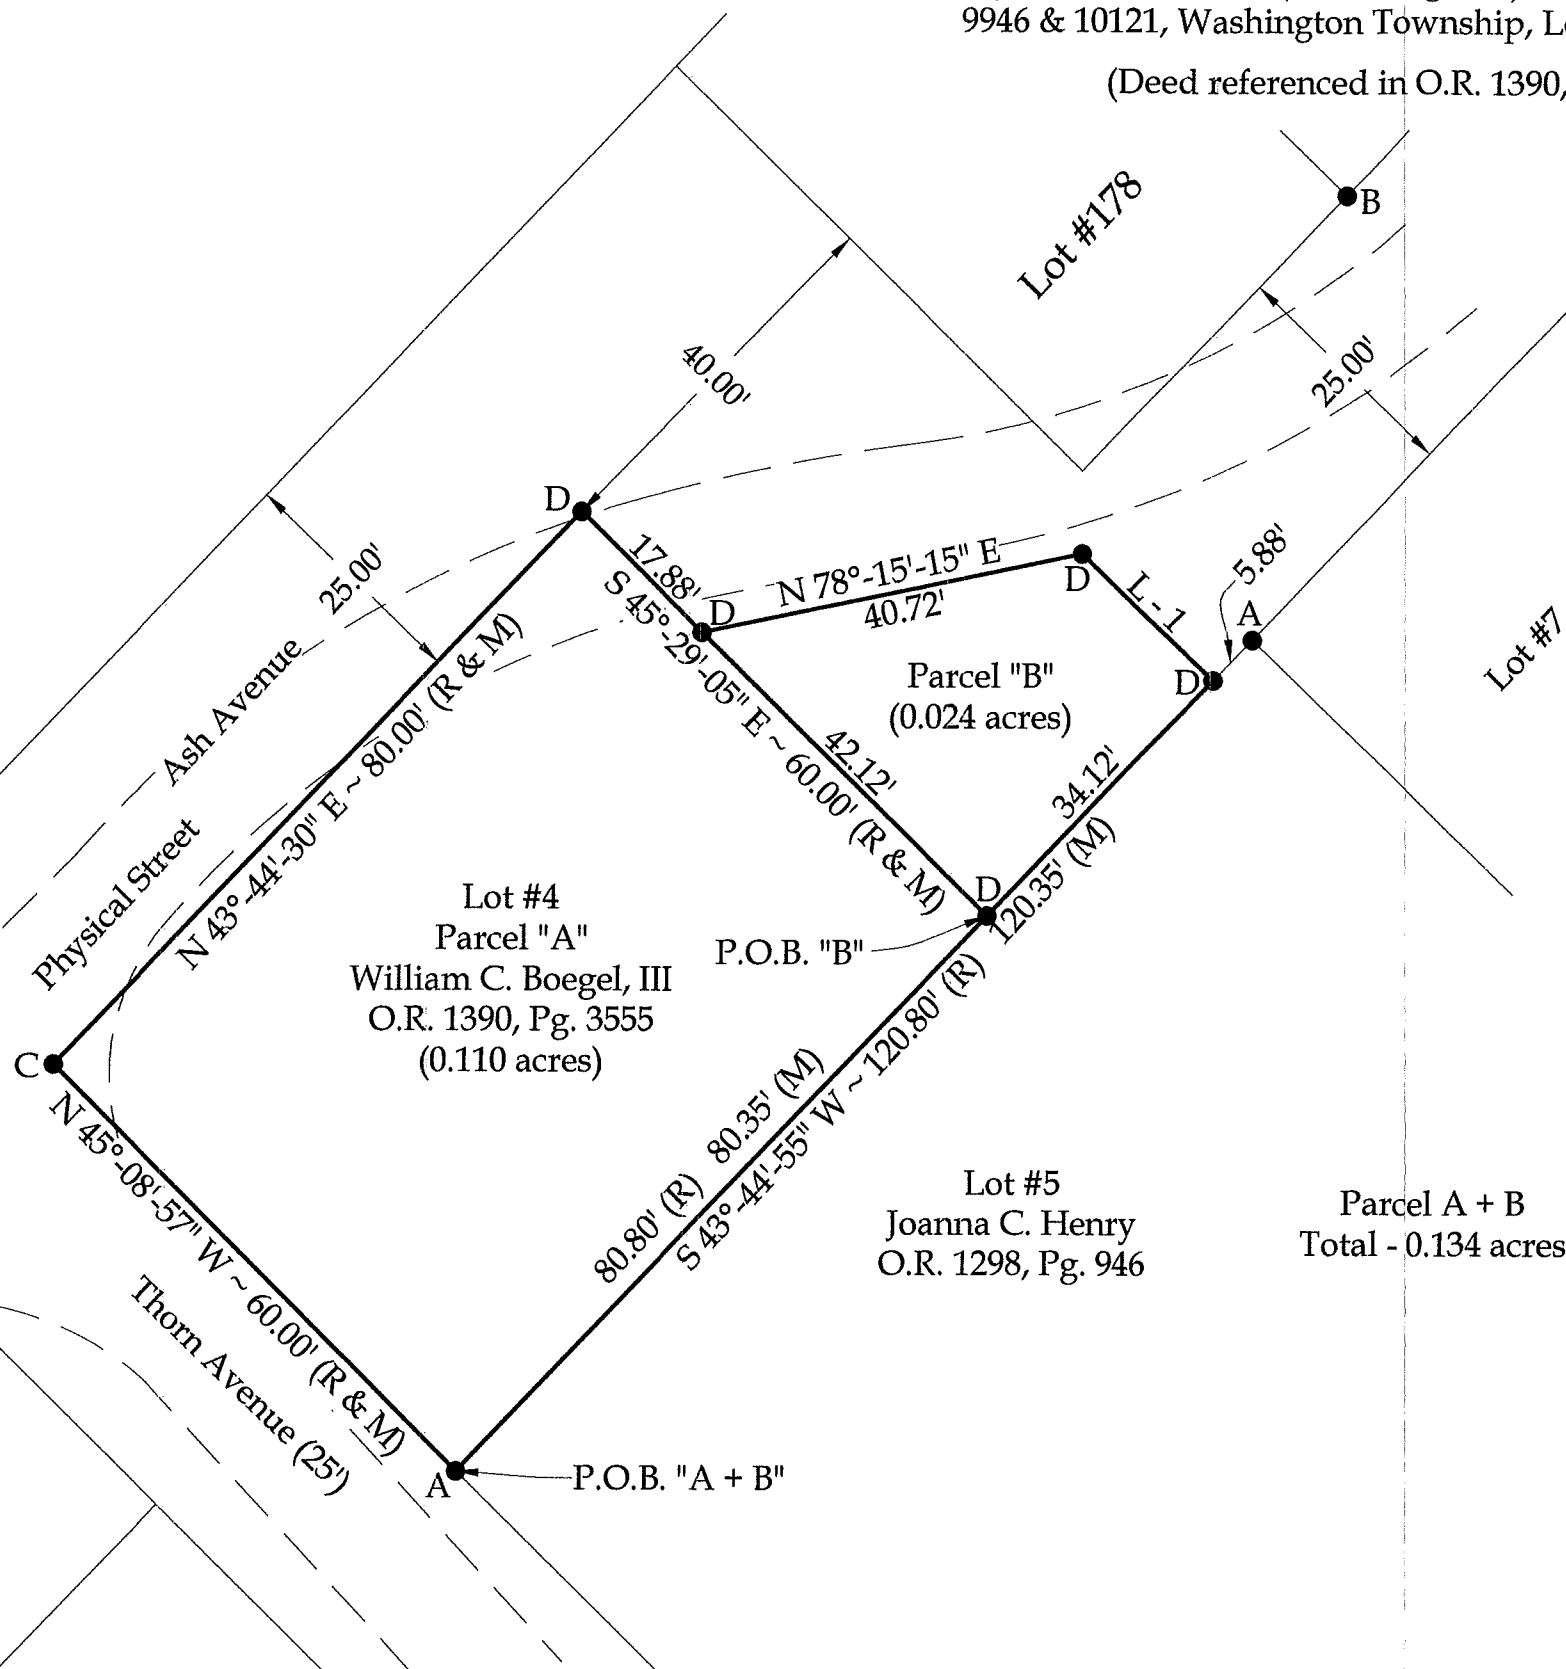 9946 & 10121, Washington Township, L
(Deed referenced in O.R. 1390,
Lot #178
B
40.00'
25.00'
D
25.00'
17.88'
S 45°-29'-05" E ~ 60.00' (R & M)
D
N 78°-15'-15" E
40.72'
D
L - 1
5.88'
A
D
Lot #7
Ash Avenue
Physical Street
N 43°-44'-30" E ~ 80.00' (R & M)
Parcel "B"
(0.024 acres)
42.12'
34.12'
120.35' (M)
D
P.O.B. "B"
Lot #4
Parcel "A"
William C. Boegel, III
O.R. 1390, Pg. 3555
(0.110 acres)
C
N 45°-08'-57" W ~ 60.00' (R & M)
80.80' (R) 80.35' (M)
S 43°-44'-55" W ~ 120.80' (R)
Lot #5
Joanna C. Henry
O.R. 1298, Pg. 946
Parcel A + B
Total - 0.134 acres
Thorn Avenue (25')
A
P.O.B. "A + B"